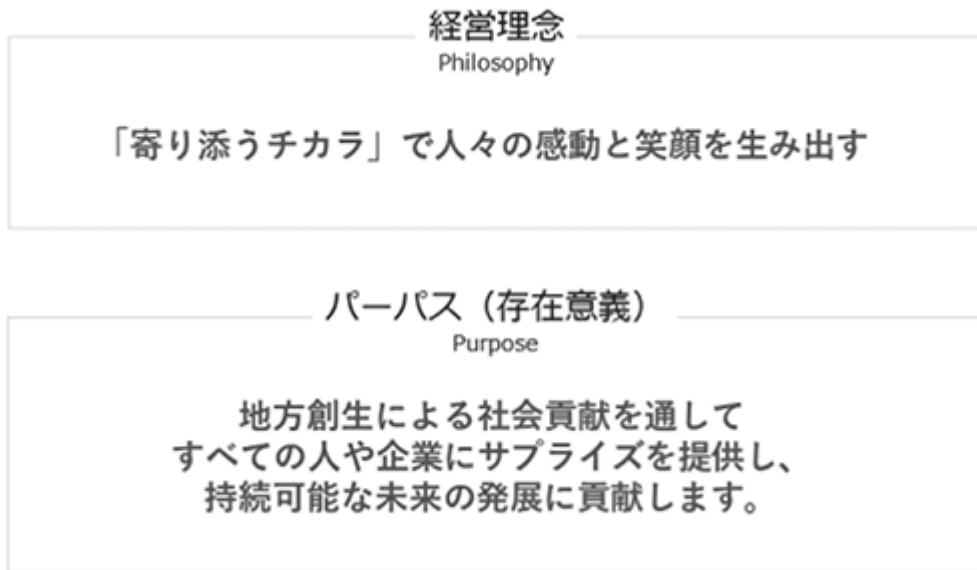 経営理念
Philosophy
「寄り添うチカラ」で人々の感動と笑顔を生み出す
パーパス（存在意義）
Purpose
地方創生による社会貢献を通して
すべての人や企業にサプライズを提供し、
持続可能な未来の発展に貢献します。